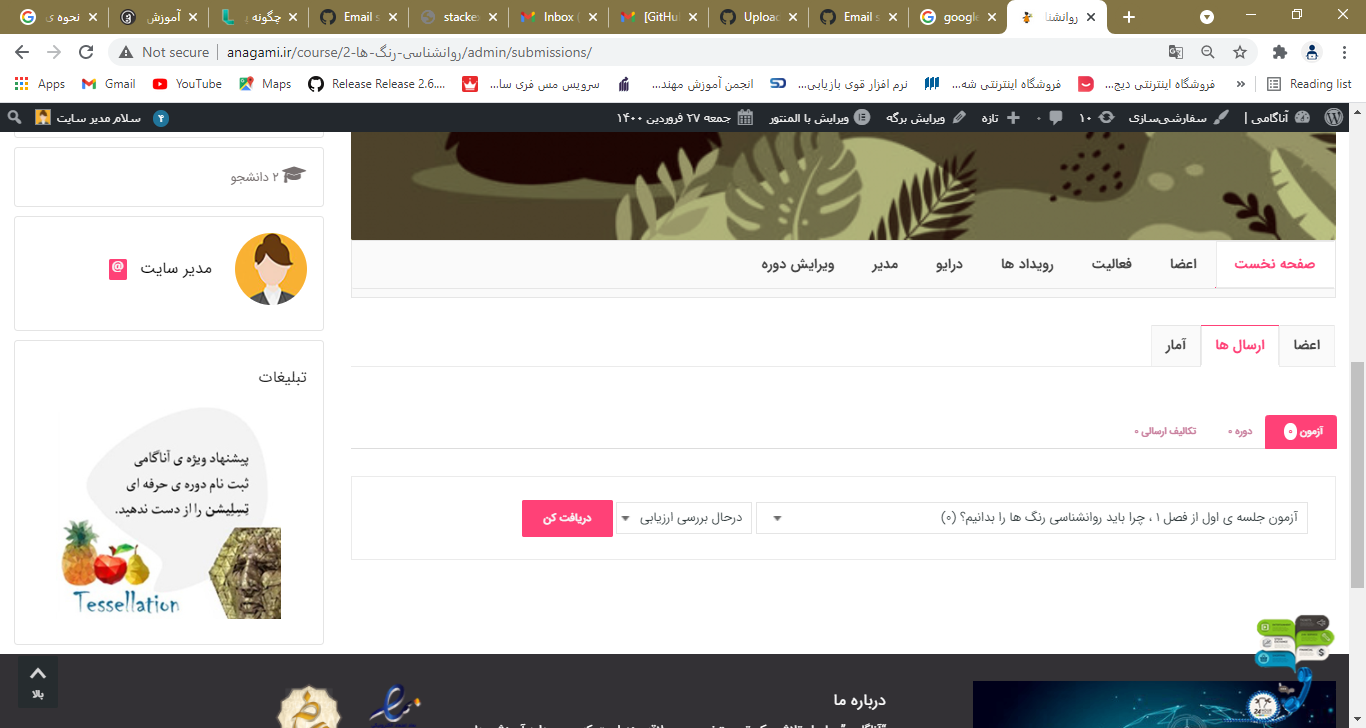 نحوه ی
آموزش
چگونه
Email s
stacke
Inbox (
[GitHu
Uploa
Email s
google
روانشنا
Not secure
anagami.ir/course/2-روانشناسی-رنگ-ها/admin/submissions/
Apps
Gmail
YouTube
Maps
Release Release 2.6....
سرویس مس فری سا...
انجمن آموزش مهند...
نرم افزار قوی بازیابی...
فروشگاه اینترنتی شه...
فروشگاه اینترنتی دیج...
»
Reading list
آناگامی |
سفارشی‌سازی
۱۰
۰
تازه
ویرایش برگه
ویرایش با المنتور
جمعه ۲۷ فروردین ۱۴۰۰
۴
سلام مدیر سایت
۲ دانشجو
مدیر سایت
@
تبلیغات
پیشنهاد ویژه ی آناگامی
ثبت نام دوره ی حرفه ای
تِسِلِیشن را از دست ندهید.
Tessellation
صفحه نخست
اعضا
فعالیت
رویداد ها
درایو
مدیر
ویرایش دوره
اعضا
ارسال ها
آمار
آزمون ۰
دوره ۰
تکالیف ارسالی ۰
آزمون جلسه ی اول از فصل ۱ ، چرا باید روانشناسی رنگ ها را بدانیم؟ (۰)
درحال بررسی ارزیابی
دریافت کن
بالا
درباره ما